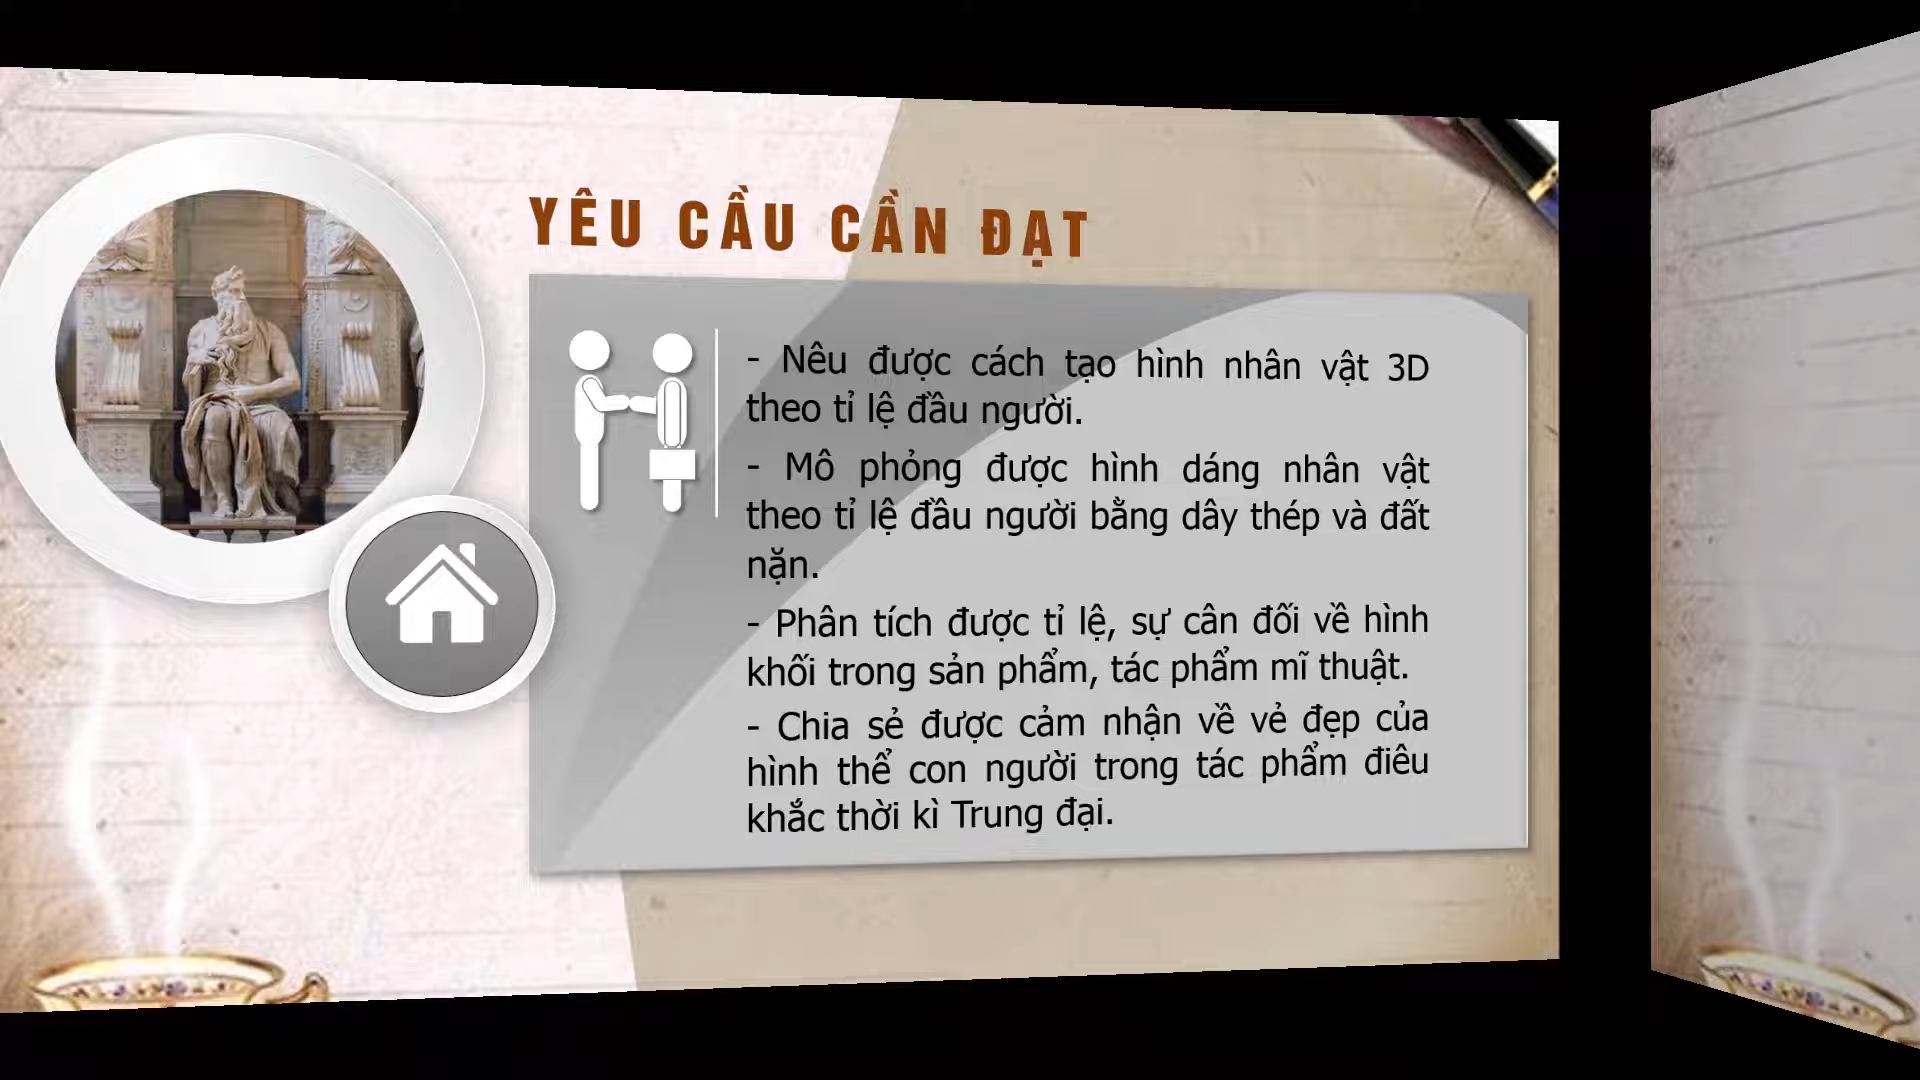 YÊU CẦU CẦN ĐẠT
- Nêu được cách tạo hình nhân vật 3D
theo tỉ lệ đầu người.
- Mô phỏng được hình dáng nhân vật
theo tỉ lệ đầu người bằng dây thép và đất
nặn.
- Phân tích được tỉ lệ, sự cân đối về hình
khối trong sản phẩm, tác phẩm mĩ thuật.
- Chia sẻ được cảm nhận về vẻ đẹp của
hình thể con người trong tác phẩm điêu
khắc thời kì Trung đại.